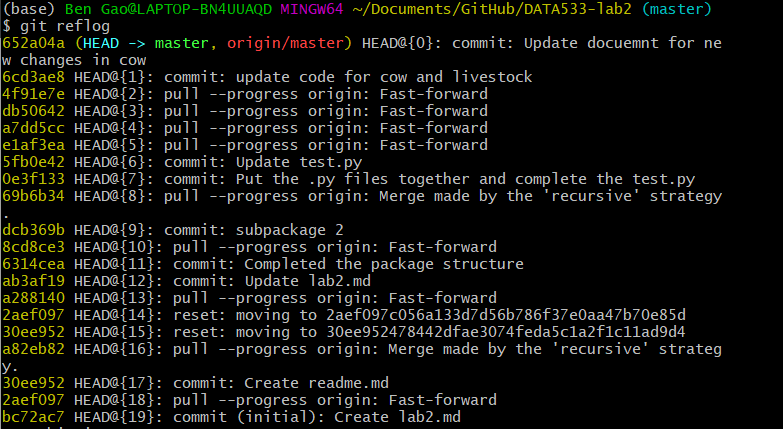 (base) Ben Gao@LAPTOP-BN4UUAQD MINGW64 ~/Documents/GitHub/DATA533-lab2 (master)
$ git reflog
652a04a (HEAD -> master, origin/master) HEAD@{0}: commit: Update docuemnt for ne
w changes in cow
6cd3ae8 HEAD@{1}: commit: update code for cow and livestock
4f91e7e HEAD@{2}: pull --progress origin: Fast-forward
db50642 HEAD@{3}: pull --progress origin: Fast-forward
a7dd5cc HEAD@{4}: pull --progress origin: Fast-forward
e1af3ea HEAD@{5}: pull --progress origin: Fast-forward
5fb0e42 HEAD@{6}: commit: Update test.py
0e3f133 HEAD@{7}: commit: Put the .py files together and complete the test.py
69b6b34 HEAD@{8}: pull --progress origin: Merge made by the 'recursive' strategy
.
dcb369b HEAD@{9}: commit: subpackage 2
8cd8ce3 HEAD@{10}: pull --progress origin: Fast-forward
6314cea HEAD@{11}: commit: Completed the package structure
ab3af19 HEAD@{12}: commit: Update lab2.md
a288140 HEAD@{13}: pull --progress origin: Fast-forward
2aef097 HEAD@{14}: reset: moving to 2aef097c056a133d7d56b786f37e0aa47b70e85d
30ee952 HEAD@{15}: reset: moving to 30ee952478442dfae3074feda5c1a2f1c11ad9d4
a82eb82 HEAD@{16}: pull --progress origin: Merge made by the 'recursive' strateg
y.
30ee952 HEAD@{17}: commit: Create readme.md
2aef097 HEAD@{18}: pull --progress origin: Fast-forward
bc72ac7 HEAD@{19}: commit (initial): Create lab2.md